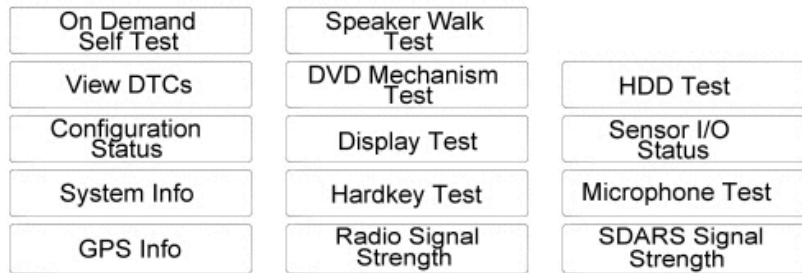 On Demand
Self Test
Speaker Walk
Test
View DTCs
DVD Mechanism
Test
HDD Test
Configuration
Status
Display Test
Sensor I/O
Status
System Info
Hardkey Test
Microphone Test
GPS Info
Radio Signal
Strength
SDARS Signal
Strength